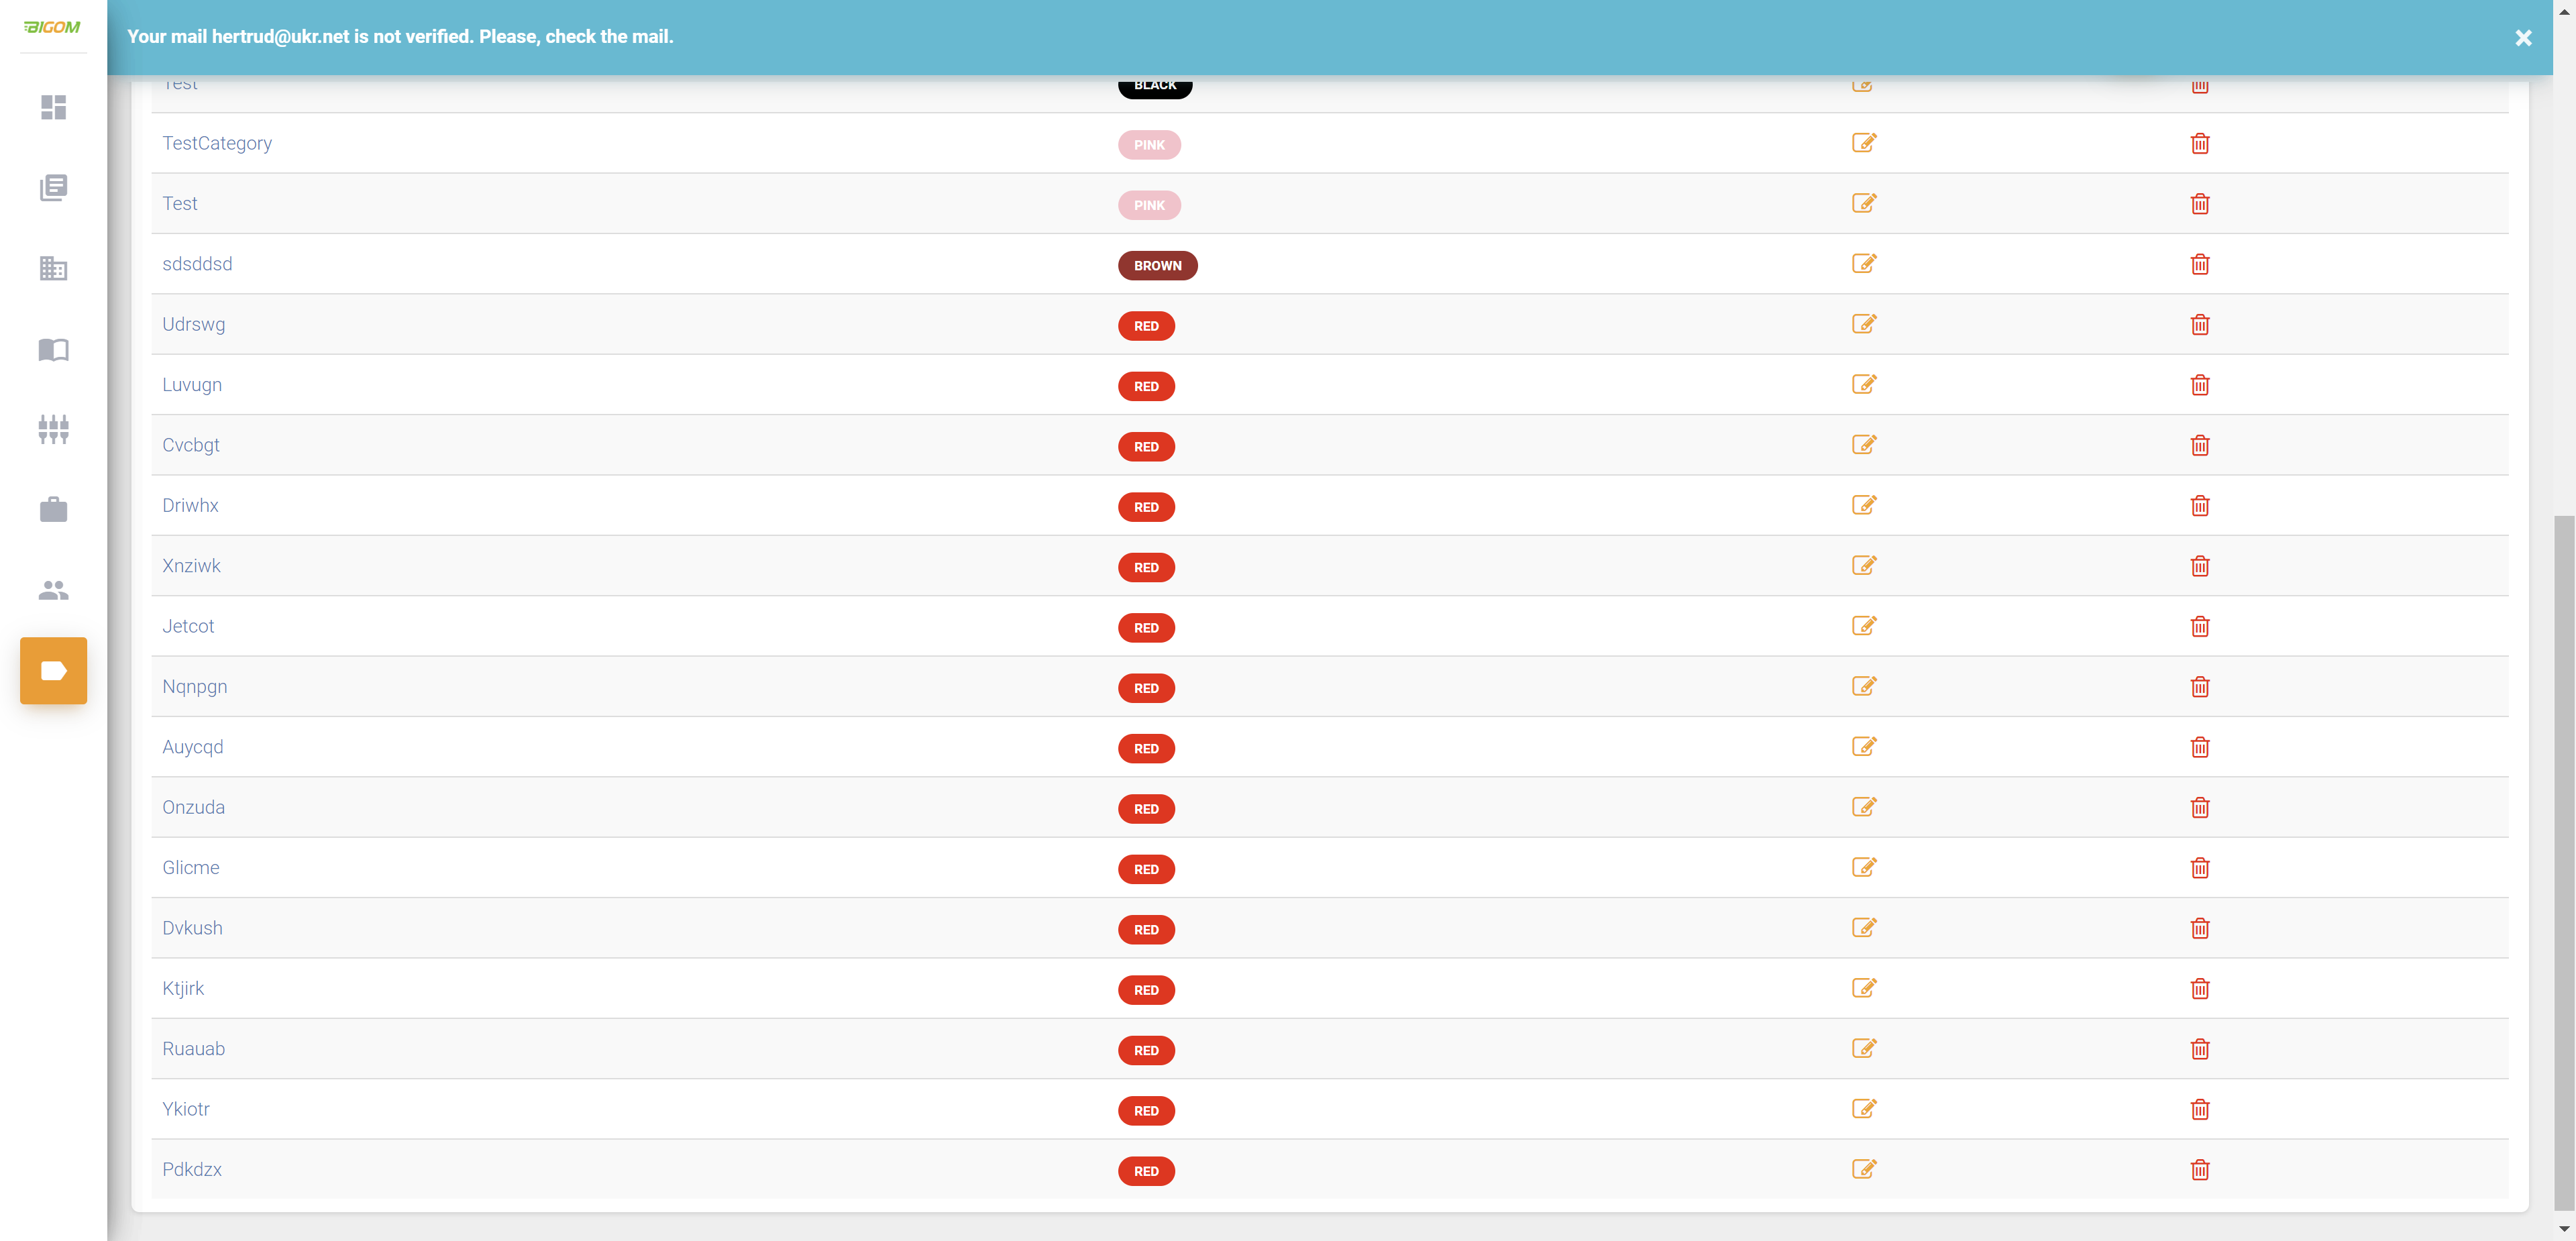 BIGOM
Your mail hertrud@ukr.net is not verified. Please, check the mail.
Test BLACK
TestCategory PINK
Test PINK
sdsddsd BROWN
Udrswg RED
Luvugn RED
Cvcbgt RED
Driwhx RED
Xnziwk RED
Jetcot RED
Nqnpgn RED
Auycqd RED
Onzuda RED
Glicme RED
Dvkush RED
Ktjirk RED
Ruauab RED
Ykiotr RED
Pdkdzx RED